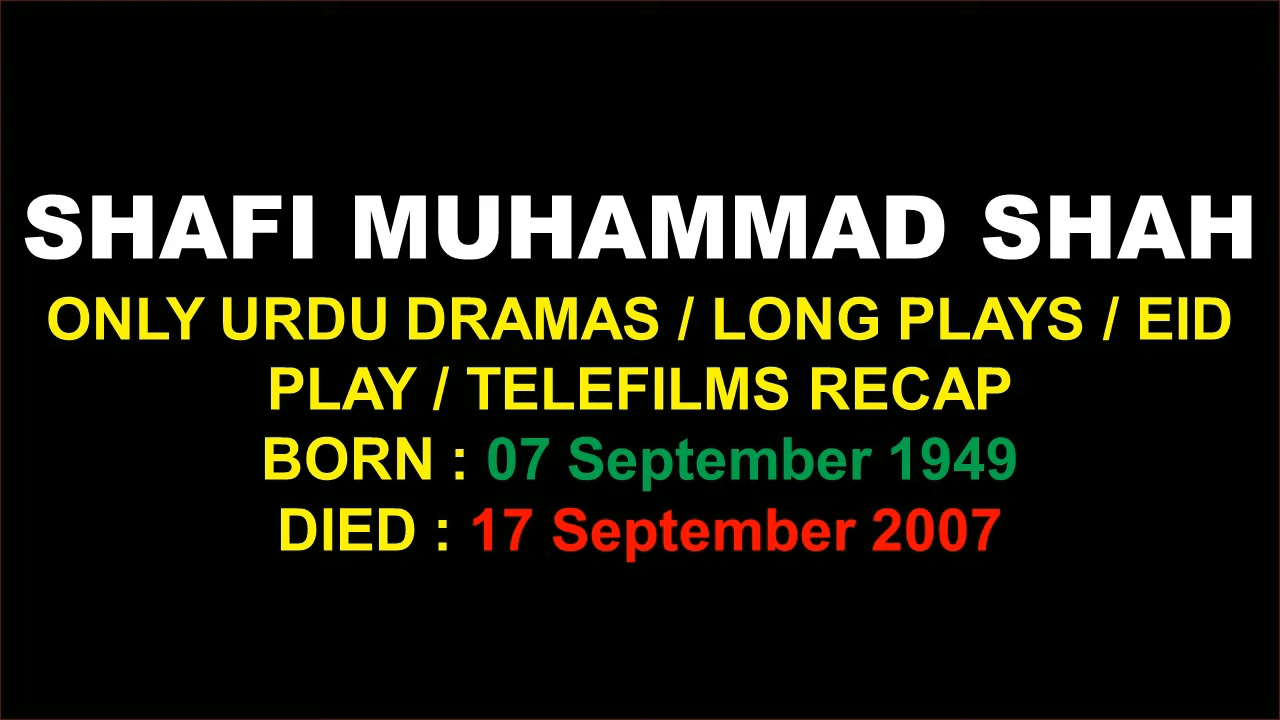 SHAFI MUHAMMAD SHAH
ONLY URDU DRAMAS / LONG PLAYS / EID
PLAY / TELEFILMS RECAP
BORN : 07 September 1949
DIED : 17 September 2007